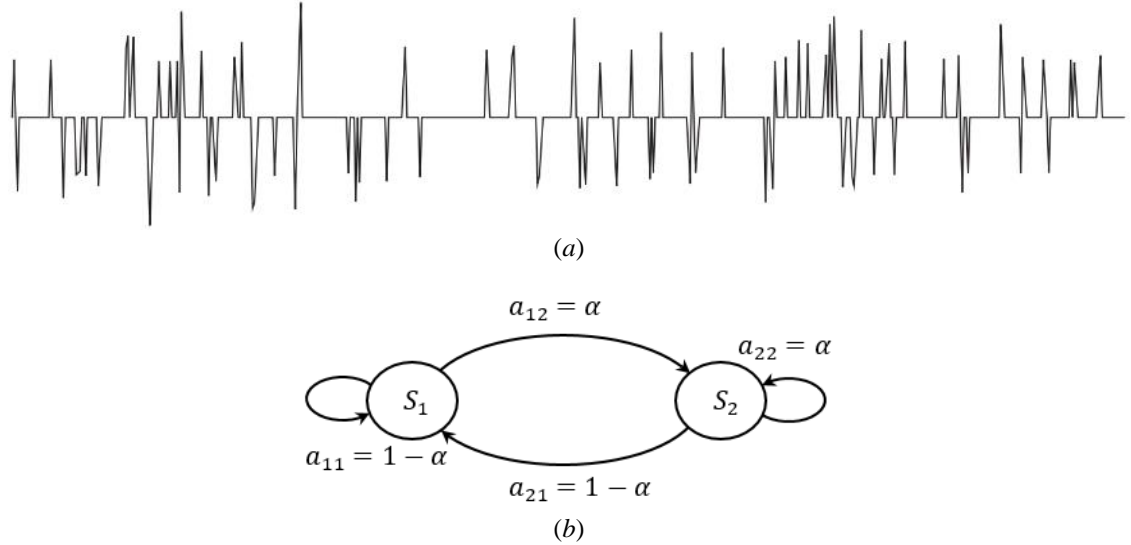 (a)
a₁₂ = α
a₂₂ = α
S₁
S₂
a₁₁ = 1 − α
a₂₁ = 1 − α
(b)